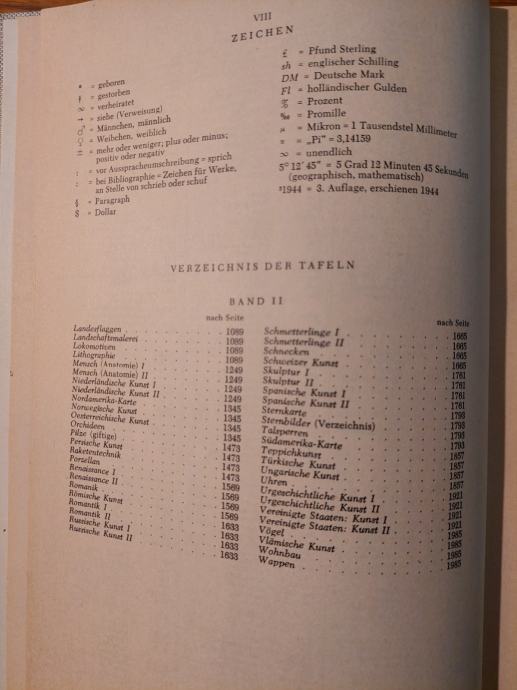 VIII
ZEICHEN
* = geboren
† = gestorben
∞ = verheiratet
→ = siehe (Verweisung)
♂ = Männchen, männlich
♀ = Weibchen, weiblich
± = mehr oder weniger; plus oder minus;
positiv oder negativ
: = vor Ausspracheumschreibung = sprich
: = bei Bibliographie = Zeichen für Werke,
an Stelle von schrieb oder schuf
§ = Paragraph
$ = Dollar
£ = Pfund Sterling
sh = englischer Schilling
DM = Deutsche Mark
Fl = holländischer Gulden
% = Prozent
‰ = Promille
μ = Mikron = 1 Tausendstel Millimeter
π = „Pi" = 3,14159
∞ = unendlich
5° 12' 45" = 5 Grad 12 Minuten 45 Sekunden
(geographisch, mathematisch)
³1944 = 3. Auflage, erschienen 1944
VERZEICHNIS DER TAFELN
BAND II
nach Seite
Landesflaggen 1089
Landschaftsmalerei 1089
Lokomotiven 1089
Lithographie 1089
Mensch (Anatomie) I 1249
Mensch (Anatomie) II 1249
Niederländische Kunst I 1249
Niederländische Kunst II 1249
Nordamerika-Karte 1345
Norwegische Kunst 1345
Oesterreichische Kunst 1345
Orchideen 1345
Pilze (giftige) 1473
Persische Kunst 1473
Raketentechnik 1473
Porzellan 1473
Renaissance I 1569
Renaissance II 1569
Romanik 1569
Römische Kunst 1569
Romantik I 1633
Romantik II 1633
Russische Kunst I 1633
Russische Kunst II 1633
nach Seite
Schmetterlinge I 1665
Schmetterlinge II 1665
Schnecken 1665
Schweizer Kunst 1665
Skulptur I 1761
Skulptur II 1761
Spanische Kunst I 1761
Spanische Kunst II 1761
Sternkarte 1793
Sternbilder (Verzeichnis) 1793
Talsperren 1793
Südamerika-Karte 1793
Teppichkunst 1857
Türkische Kunst 1857
Ungarische Kunst 1857
Uhren 1857
Urgeschichtliche Kunst I 1921
Urgeschichtliche Kunst II 1921
Vereinigte Staaten: Kunst I 1921
Vereinigte Staaten: Kunst II 1921
Vögel 1985
Vlämische Kunst 1985
Wohnbau 1985
Wappen 1985